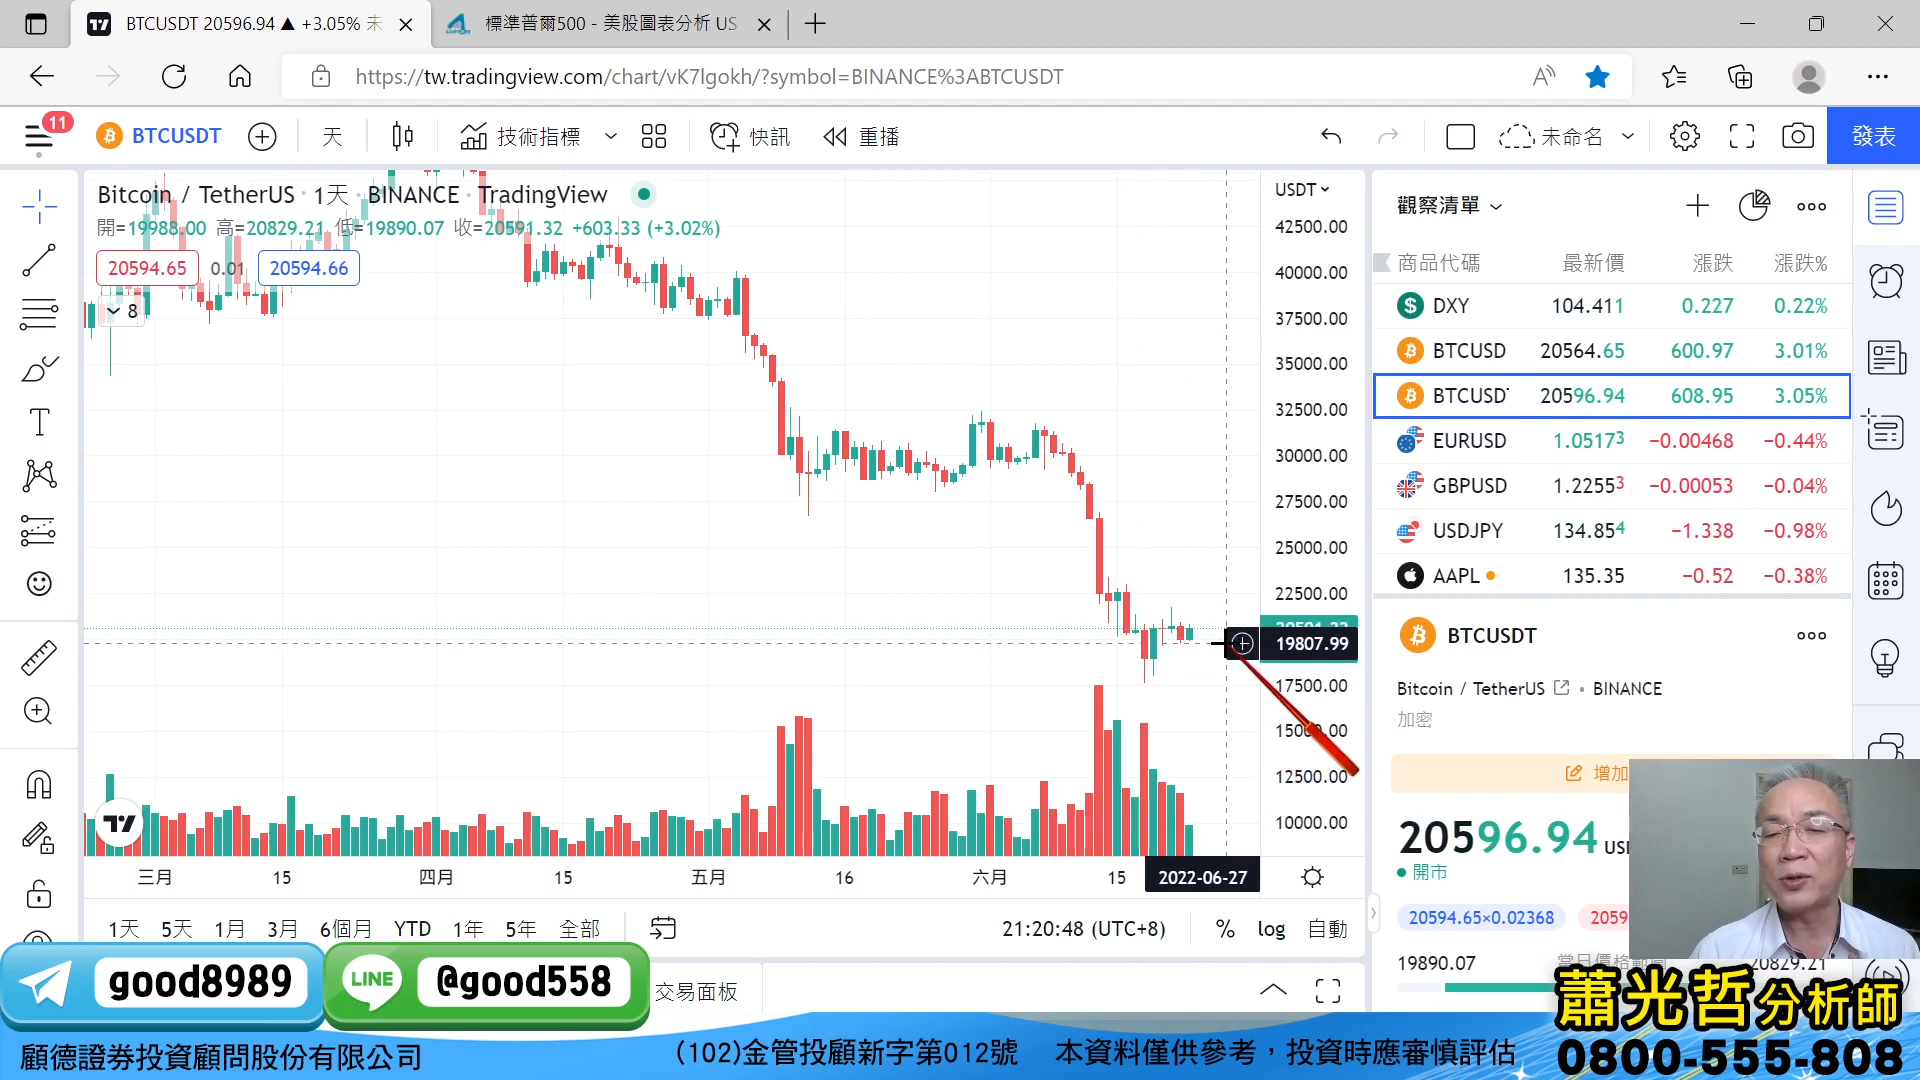 BTCUSDT 20596.94 ▲ +3.05% 未
標準普爾500 - 美股圖表分析 US
https://tw.tradingview.com/chart/vK7lgokh/?symbol=BINANCE%3ABTCUSDT
11
BTCUSDT
天
技術指標
快訊
重播
未命名
發表
Bitcoin / TetherUS · 1天 · BINANCE · TradingView
開=19988.00 高=20829.21 低=19890.07 收=20591.32 +603.33 (+3.02%)
20594.65
0.01
20594.66
8
USDT
42500.00
40000.00
37500.00
35000.00
32500.00
30000.00
27500.00
25000.00
22500.00
19807.99
17500.00
12500.00
10000.00
三月
15
四月
15
五月
16
六月
15
2022-06-27
1天 5天 1月 3月 6個月 YTD 1年 5年 全部
21:20:48 (UTC+8)
% log 自動
交易面板
觀察清單
商品代碼 最新價 漲跌 漲跌%
DXY 104.411 0.227 0.22%
BTCUSD 20564.65 600.97 3.01%
BTCUSD 20596.94 608.95 3.05%
EURUSD 1.05173 −0.00468 −0.44%
GBPUSD 1.22553 −0.00053 −0.04%
USDJPY 134.854 −1.338 −0.98%
AAPL 135.35 −0.52 −0.38%
BTCUSDT
Bitcoin / TetherUS • BINANCE
加密
增加
20596.94
開市
20594.65×0.02368
2059
19890.07
當日價格範圍
20829.21
good8989
LINE
@good558
蕭光哲分析師
0800-555-808
顧德證券投資顧問股份有限公司
(102)金管投顧新字第012號
本資料僅供參考，投資時應審慎評估